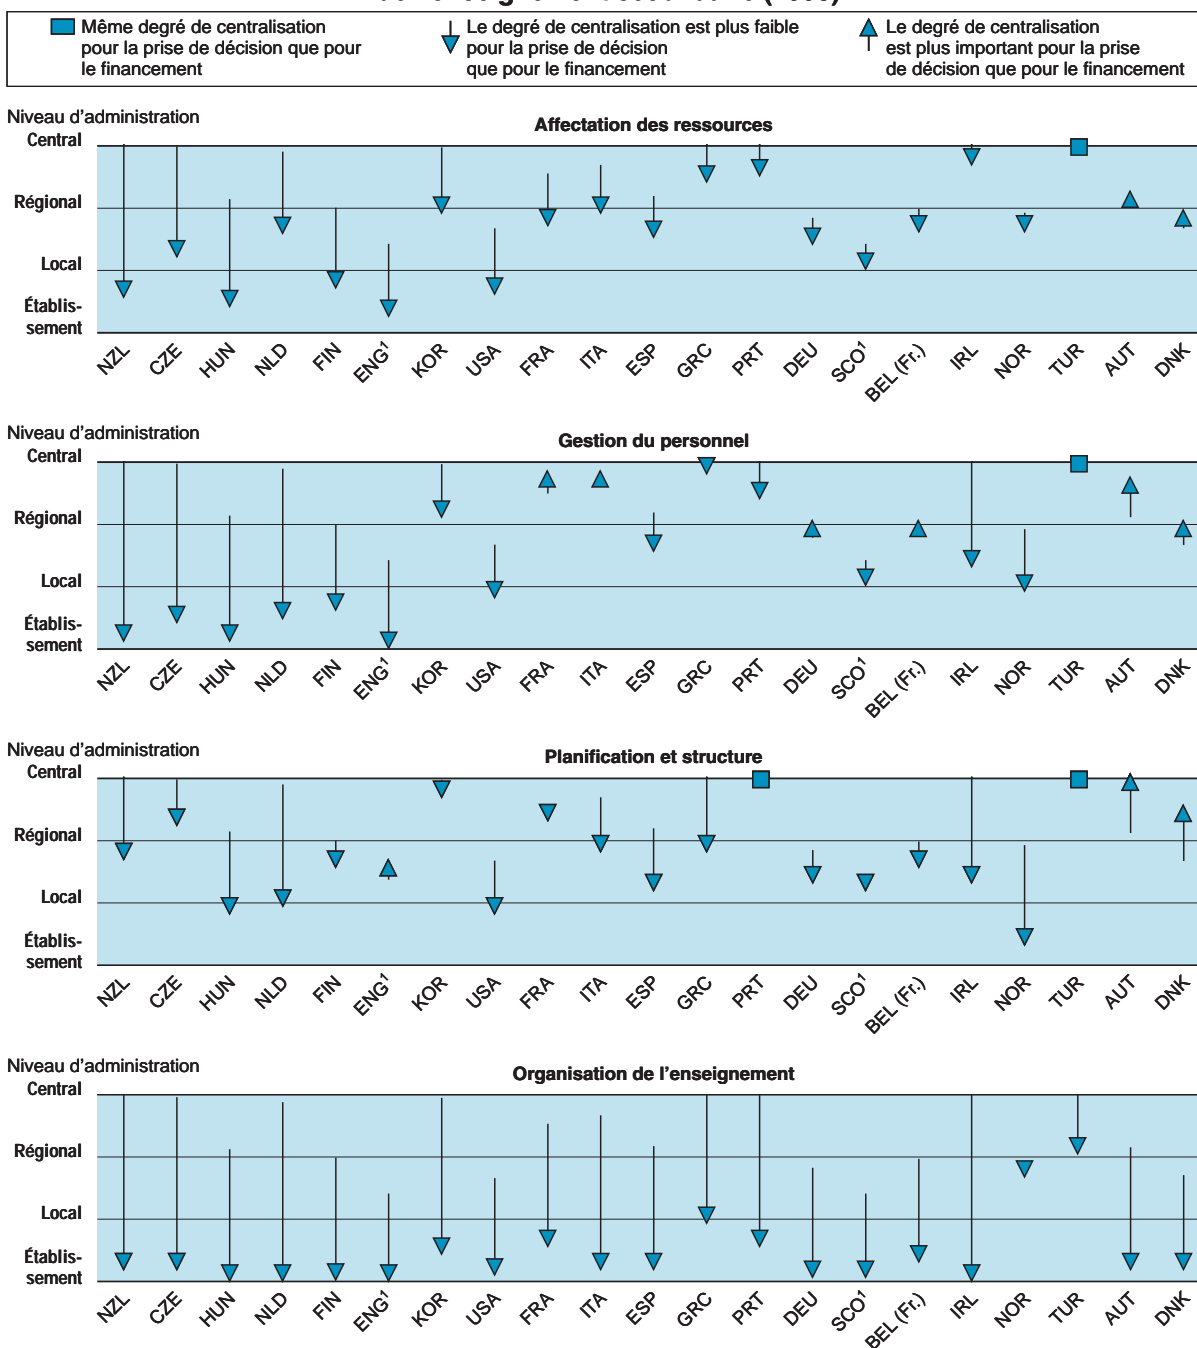 Même degré de centralisation
pour la prise de décision que pour
le financement
Le degré de centralisation est plus faible
pour la prise de décision
que pour le financement
Le degré de centralisation
est plus important pour la prise
de décision que pour le financement
Niveau d'administration
Affectation des ressources
Central
Régional
Local
Établis-
sement
NZL CZE HUN NLD FIN ENG¹ KOR USA FRA ITA ESP GRC PRT DEU SCO¹ BEL (Fr.) IRL NOR TUR AUT DNK
Niveau d'administration
Gestion du personnel
Central
Régional
Local
Établis-
sement
NZL CZE HUN NLD FIN ENG¹ KOR USA FRA ITA ESP GRC PRT DEU SCO¹ BEL (Fr.) IRL NOR TUR AUT DNK
Niveau d'administration
Planification et structure
Central
Régional
Local
Établis-
sement
NZL CZE HUN NLD FIN ENG¹ KOR USA FRA ITA ESP GRC PRT DEU SCO¹ BEL (Fr.) IRL NOR TUR AUT DNK
Niveau d'administration
Organisation de l'enseignement
Central
Régional
Local
Établis-
sement
NZL CZE HUN NLD FIN ENG¹ KOR USA FRA ITA ESP GRC PRT DEU SCO¹ BEL (Fr.) IRL NOR TUR AUT DNK